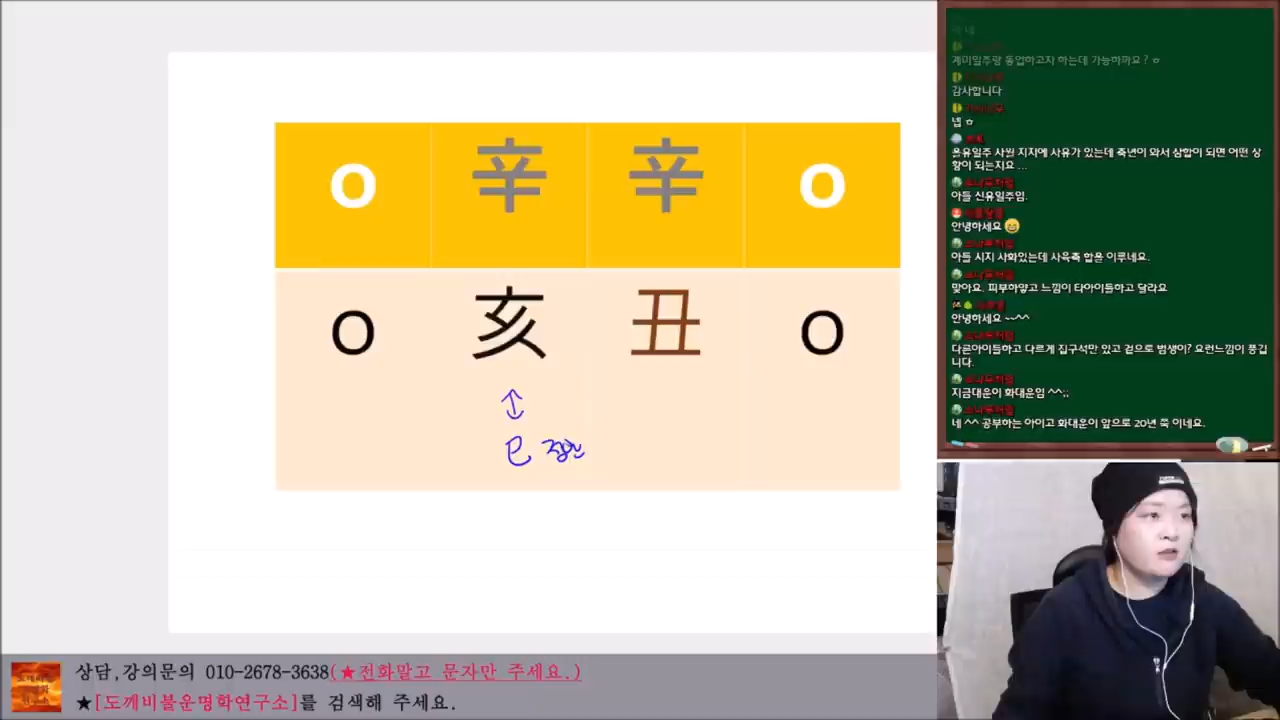 O 辛 辛 O
O 亥 丑 O
↕
巳
네
계미일주랑 동업하고자 하는데 가능하까요? ㅎ
감사합니다
넵 ㅎ
을유일주 사월 지지에 사유가 있는데 축년이 와서 삼합이 되면 어떤 상
황이 되는지요 ...
아들 신유일주임.
안녕하세요
아들 시지 사화있는데 사육축 합을 이루네요.
맞아요. 피부하얗고 느낌이 타아이들하고 달라요
안녕하세요 ~~^^
다른아이들하고 다르게 집구석만 있고 겉으로 범생이? 요런느낌이 풍깁
니다.
지금대운이 화대운임 ^^;;
네 ^^ 공부하는 아이고 화대운이 앞으로 20년 쭉 이네요.
상담,강의문의 010-2678-3638(★전화말고 문자만 주세요.)
★[도깨비불운명학연구소]를 검색해 주세요.